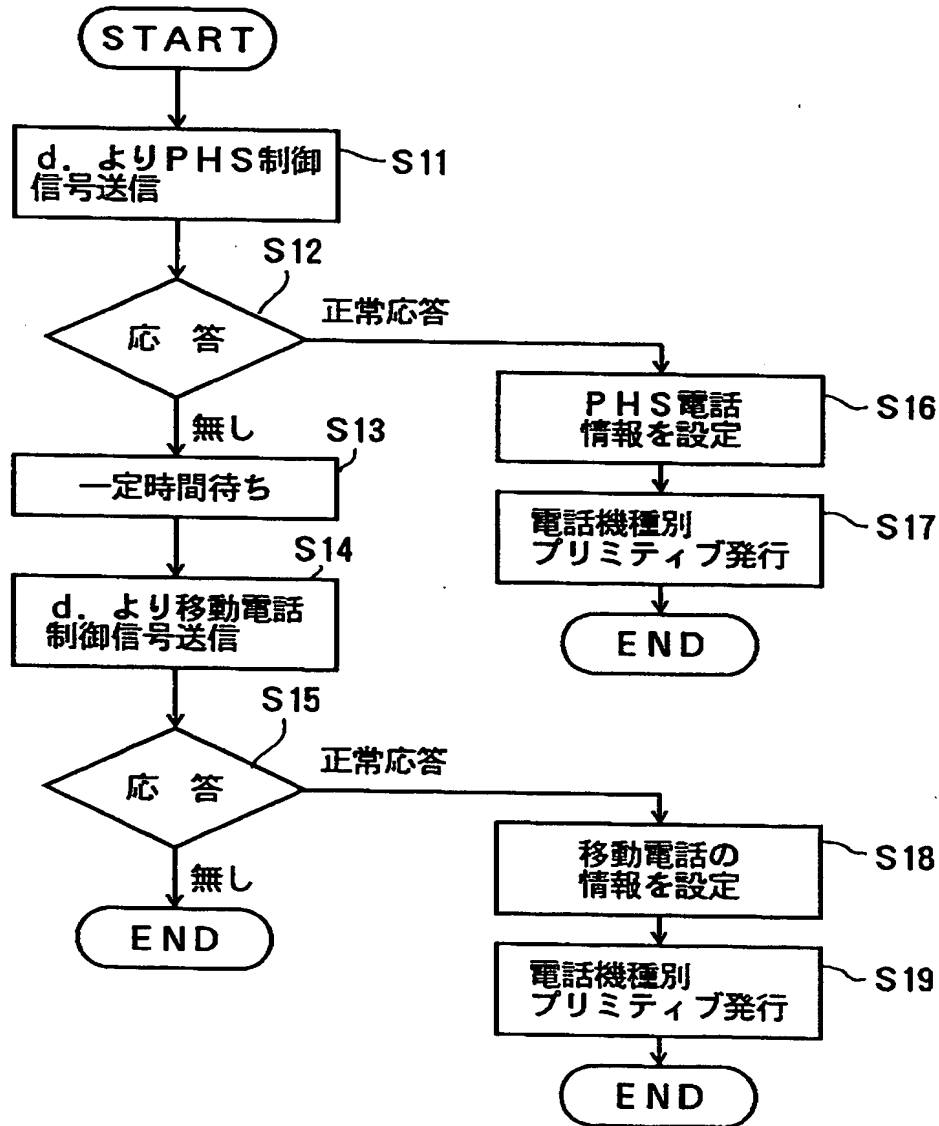 ＳＴＡＲＴ
ｄ．よりＰＨＳ制御
信号送信
S11
S12
応　答
正常応答
無し
S13
一定時間待ち
S14
ｄ．より移動電話
制御信号送信
S15
応　答
正常応答
無し
ＥＮＤ
ＰＨＳ電話
情報を設定
S16
電話機種別
プリミティブ発行
S17
ＥＮＤ
移動電話の
情報を設定
S18
電話機種別
プリミティブ発行
S19
ＥＮＤ